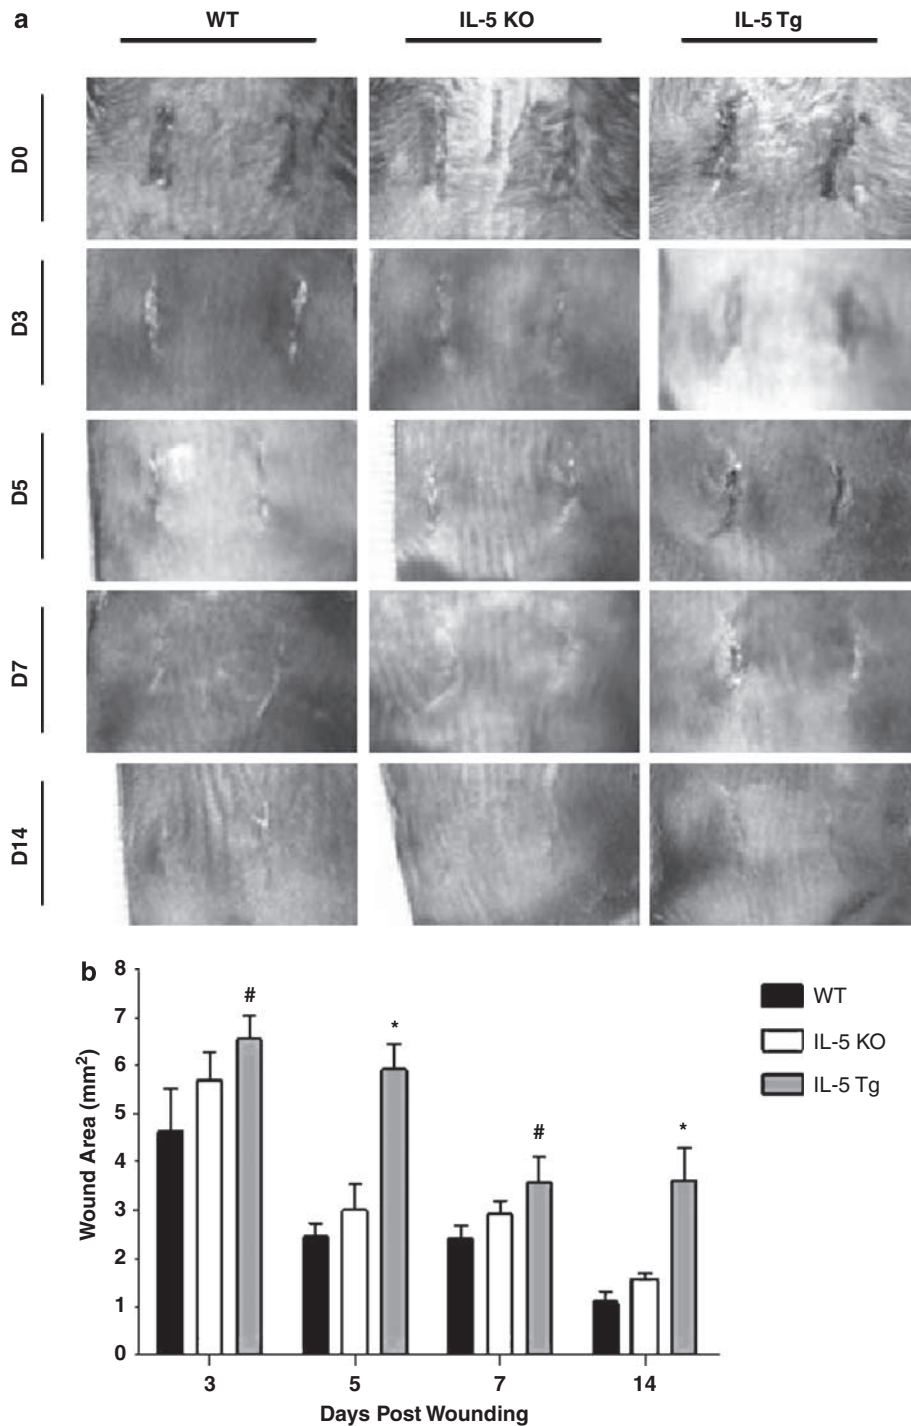 a
WT IL-5 KO IL-5 Tg
D0
D3
D5
D7
D14
b
8
7
6
5
4
3
2
1
0
Wound Area (mm²)
# * # *
WT
IL-5 KO
IL-5 Tg
3 5 7 14
Days Post Wounding